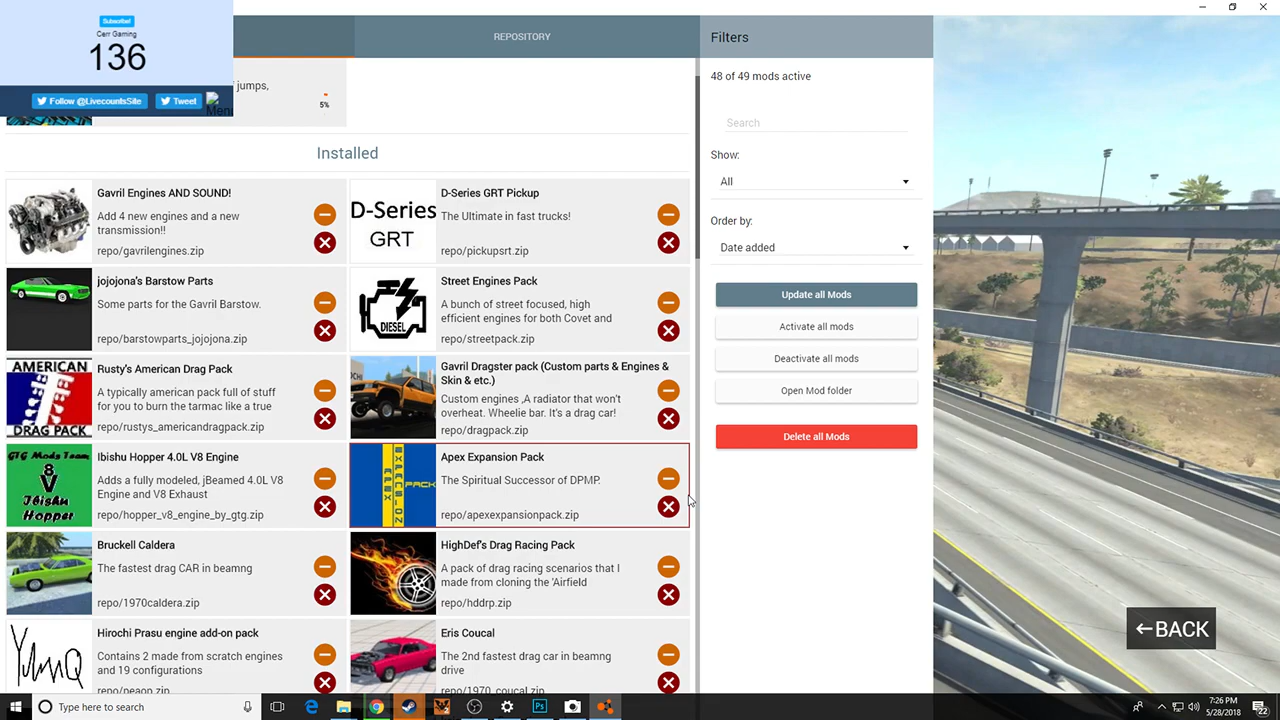 Subscribe!
Cerr Gaming
136
Follow @LivecountsSite
Tweet
REPOSITORY
jumps,
5%
Installed
Gavril Engines AND SOUND!
Add 4 new engines and a new
transmission!!
repo/gavrilengines.zip
D-Series
GRT
D-Series GRT Pickup
The Ultimate in fast trucks!
repo/pickupsrt.zip
jojojona's Barstow Parts
Some parts for the Gavril Barstow.
repo/barstowparts_jojojona.zip
DIESEL
Street Engines Pack
A bunch of street focused, high
efficient engines for both Covet and
repo/streetpack.zip
AMERICAN
DRAG PACK
Rusty's American Drag Pack
A typically american pack full of stuff
for you to burn the tarmac like a true
repo/rustys_americandragpack.zip
Gavril Dragster pack (Custom parts & Engines &
Skin & etc.)
Custom engines ,A radiator that won't
overheat. Wheelie bar. It's a drag car!
repo/dragpack.zip
GTG Mods Team
V8
Ibishu
Hopper
Ibishu Hopper 4.0L V8 Engine
Adds a fully modeled, jBeamed 4.0L V8
Engine and V8 Exhaust
repo/hopper_v8_engine_by_gtg.zip
APEX
EXPANSION
PACK
Apex Expansion Pack
The Spiritual Successor of DPMP.
repo/apexexpansionpack.zip
Bruckell Caldera
The fastest drag CAR in beamng
repo/1970caldera.zip
HighDef's Drag Racing Pack
A pack of drag racing scenarios that I
made from cloning the 'Airfield
repo/hddrp.zip
Hirochi Prasu engine add-on pack
Contains 2 made from scratch engines
and 19 configurations
repo/peaop.zip
Eris Coucal
The 2nd fastest drag car in beamng
drive
repo/1970_coucal.zip
Filters
48 of 49 mods active
Search
Show:
All
Order by:
Date added
Update all Mods
Activate all mods
Deactivate all mods
Open Mod folder
Delete all Mods
←BACK
Type here to search
7:26 PM
5/28/2018
22